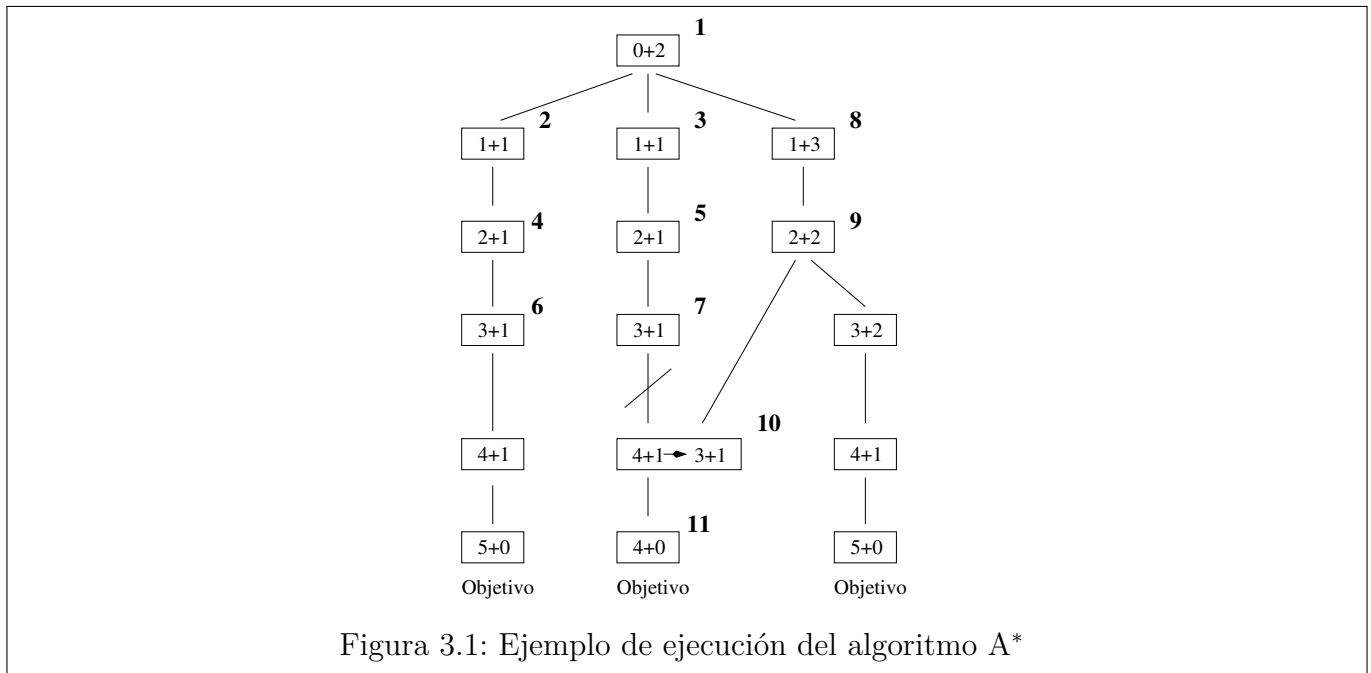 1
0+2
2 3 8
1+1 1+1 1+3
4 5 9
2+1 2+1 2+2
6 7
3+1 3+1 3+2
10
4+1 4+1 3+1 4+1
11
5+0 4+0 5+0
Objetivo Objetivo Objetivo
Figura 3.1: Ejemplo de ejecución del algoritmo A*